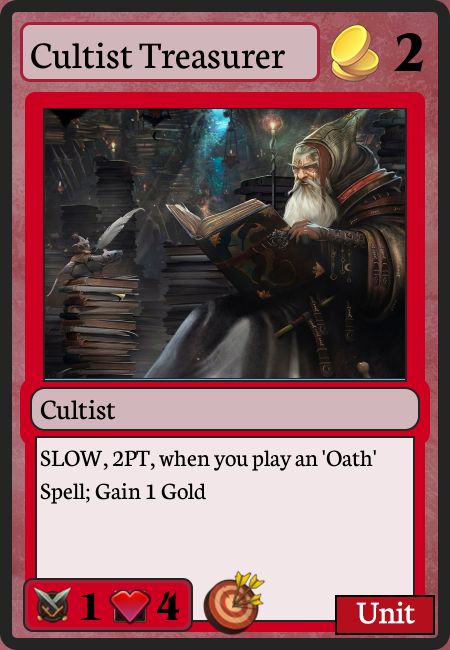 Cultist Treasurer
2
Cultist
SLOW, 2PT, when you play an 'Oath'
Spell; Gain 1 Gold
1 4
Unit